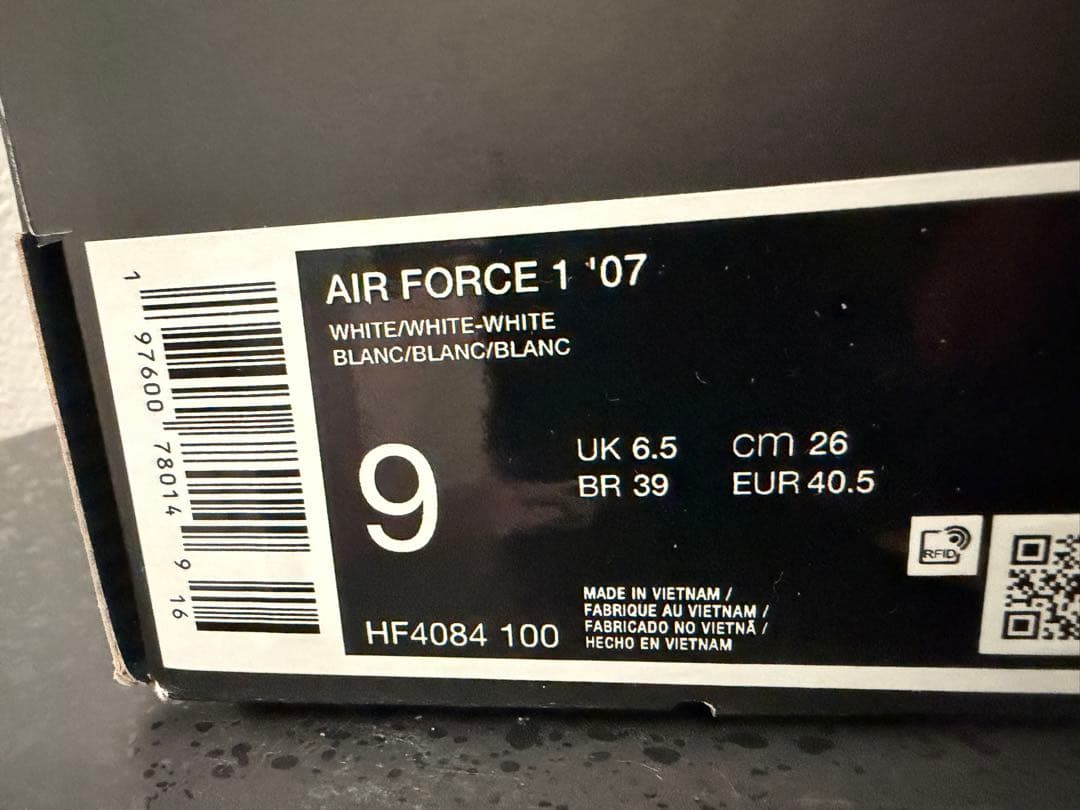 AIR FORCE 1 '07
WHITE/WHITE-WHITE
BLANC/BLANC/BLANC
9
UK 6.5 CM 26
BR 39 EUR 40.5
RFID
HF4084 100
MADE IN VIETNAM /
FABRIQUE AU VIETNAM /
FABRICADO NO VIETNÃ /
HECHO EN VIETNAM
1 97600 78014 9 16